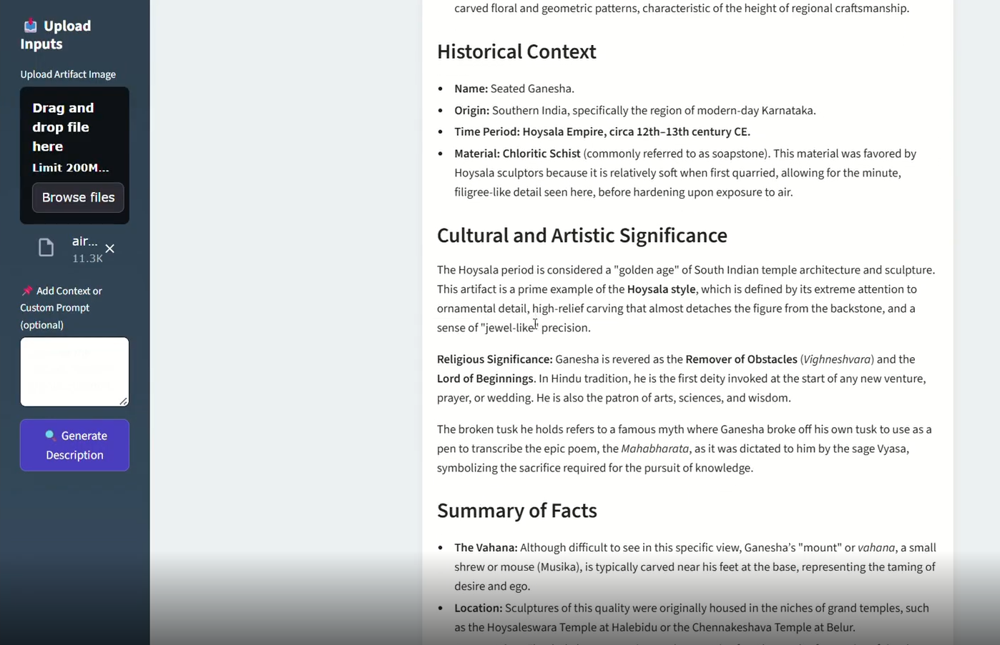 Upload
Inputs
Upload Artifact Image
Drag and
drop file
here
Limit 200M...
Browse files
air...
11.3K
Add Context or
Custom Prompt
(optional)
Generate
Description
carved floral and geometric patterns, characteristic of the height of regional craftsmanship.
Historical Context
Name: Seated Ganesha.
Origin: Southern India, specifically the region of modern-day Karnataka.
Time Period: Hoysala Empire, circa 12th–13th century CE.
Material: Chloritic Schist (commonly referred to as soapstone). This material was favored by
Hoysala sculptors because it is relatively soft when first quarried, allowing for the minute,
filigree-like detail seen here, before hardening upon exposure to air.
Cultural and Artistic Significance
The Hoysala period is considered a "golden age" of South Indian temple architecture and sculpture.
This artifact is a prime example of the Hoysala style, which is defined by its extreme attention to
ornamental detail, high-relief carving that almost detaches the figure from the backstone, and a
sense of "jewel-like" precision.
Religious Significance: Ganesha is revered as the Remover of Obstacles (Vighneshvara) and the
Lord of Beginnings. In Hindu tradition, he is the first deity invoked at the start of any new venture,
prayer, or wedding. He is also the patron of arts, sciences, and wisdom.
The broken tusk he holds refers to a famous myth where Ganesha broke off his own tusk to use as a
pen to transcribe the epic poem, the Mahabharata, as it was dictated to him by the sage Vyasa,
symbolizing the sacrifice required for the pursuit of knowledge.
Summary of Facts
The Vahana: Although difficult to see in this specific view, Ganesha’s "mount" or vahana, a small
shrew or mouse (Musika), is typically carved near his feet at the base, representing the taming of
desire and ego.
Location: Sculptures of this quality were originally housed in the niches of grand temples, such
as the Hoysaleswara Temple at Halebidu or the Chennakeshava Temple at Belur.